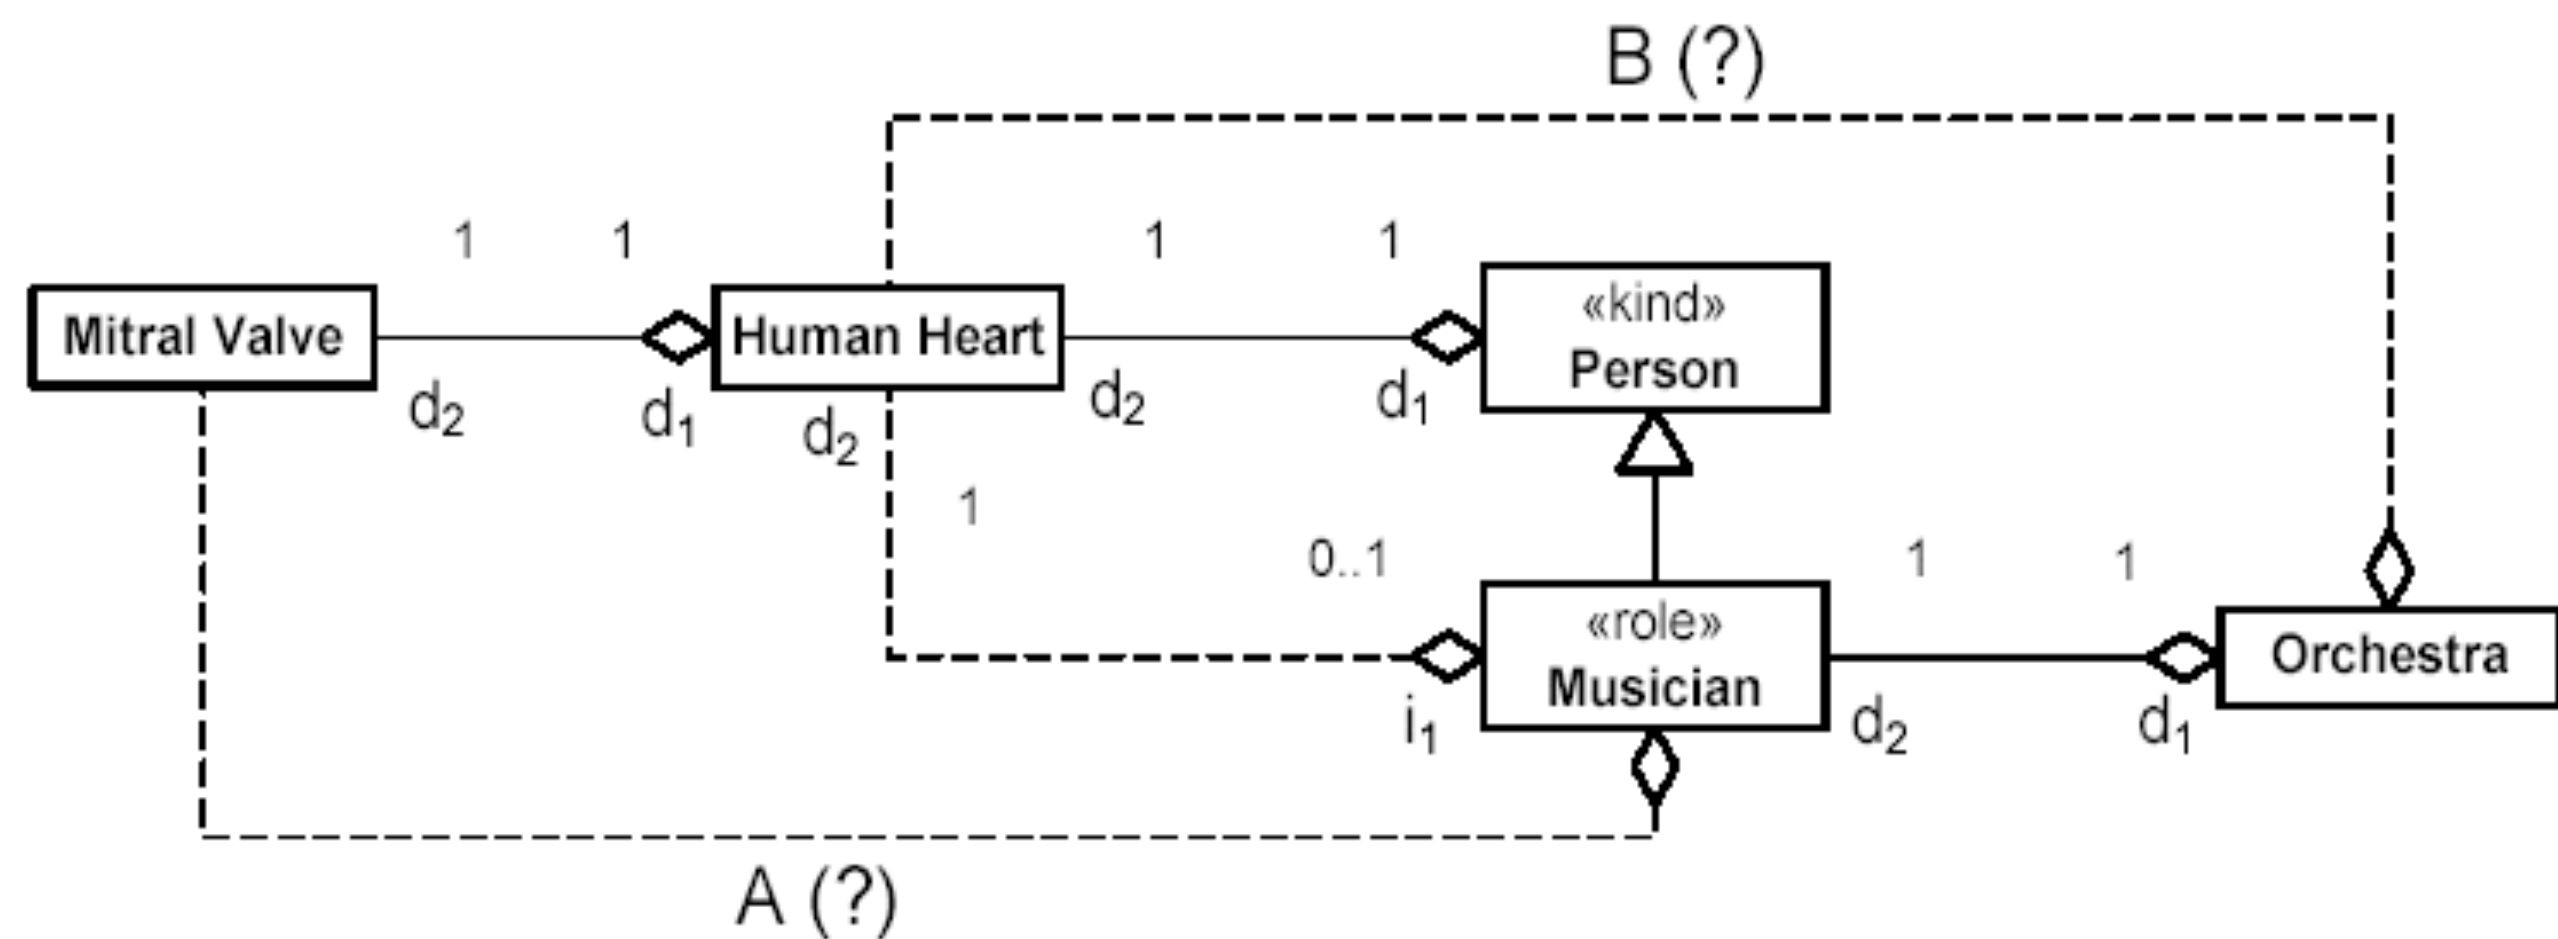 B (?)
1 1 1 1
«kind»
Person
Mitral Valve
Human Heart
d₂ d₁ d₂ d₂ d₁
1
0..1 1 1
«role»
Musician
Orchestra
i₁ d₂ d₁
A (?)